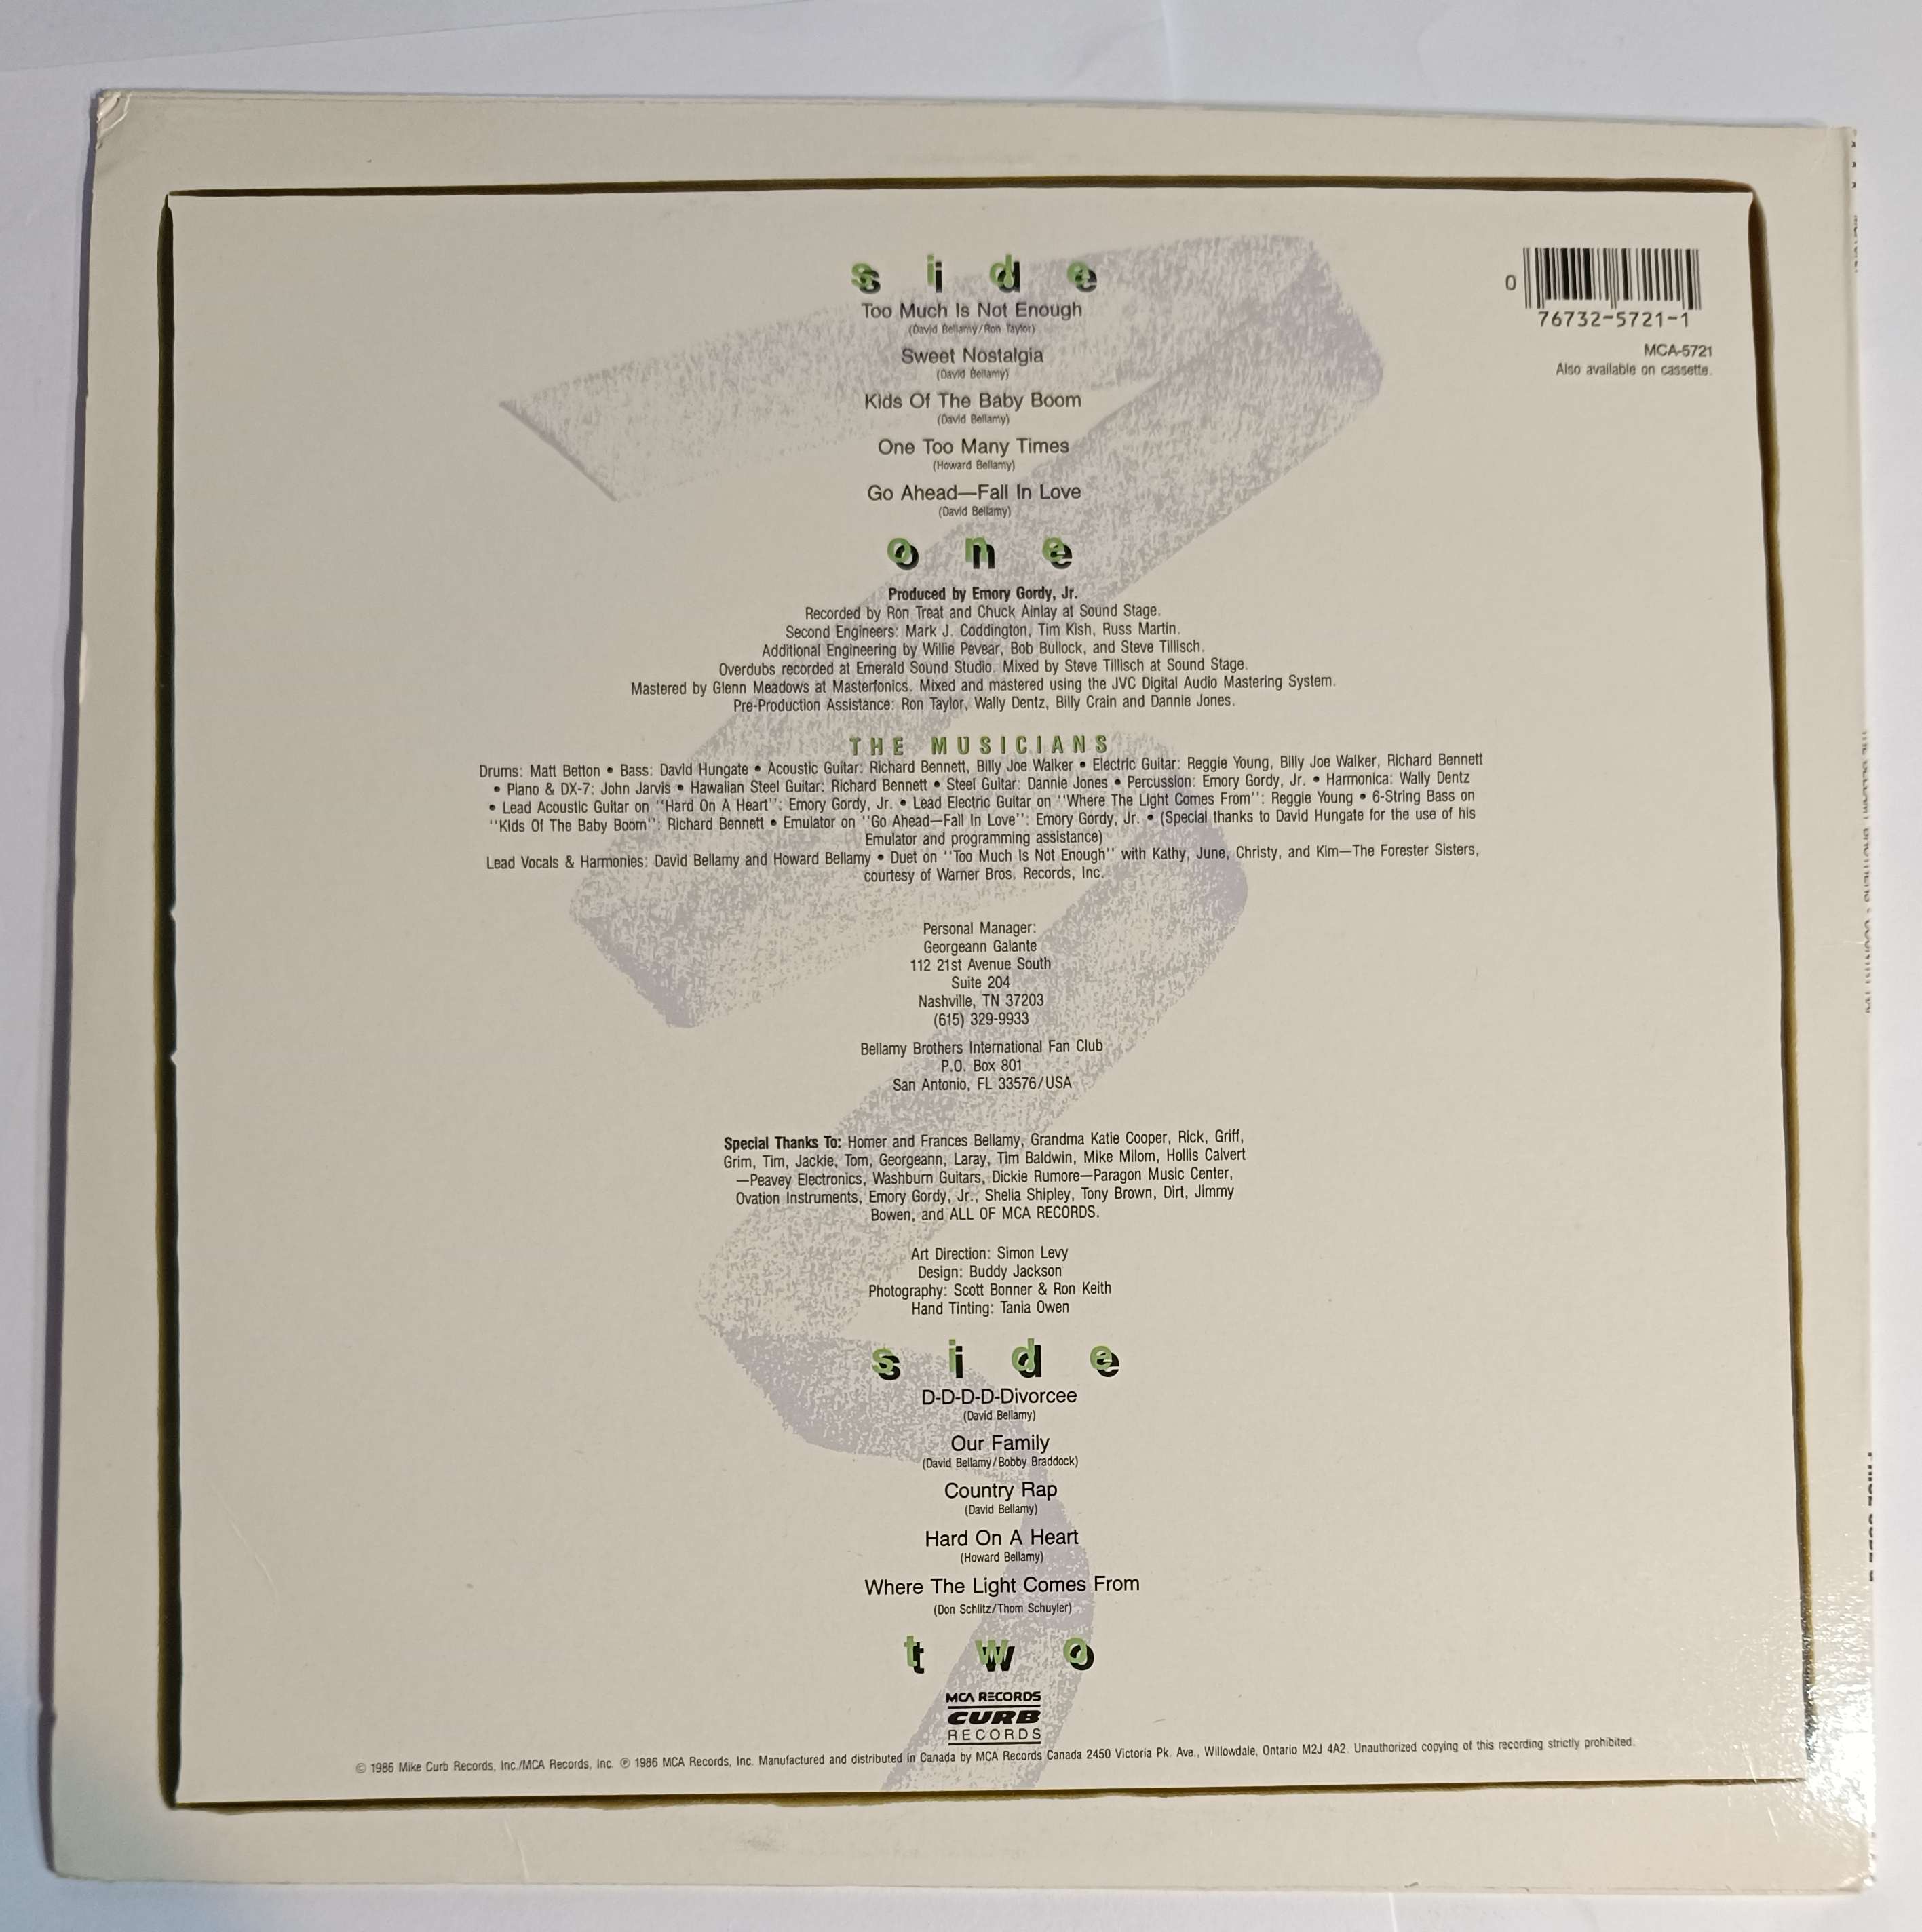 side
Too Much Is Not Enough
(David Bellamy/Ron Taylor)
Sweet Nostalgia
(David Bellamy)
Kids Of The Baby Boom
(David Bellamy)
One Too Many Times
(Howard Bellamy)
Go Ahead—Fall In Love
(David Bellamy)
one
0
76732-5721-1
MCA-5721
Also available on cassette.
Produced by Emory Gordy, Jr.
Recorded by Ron Treat and Chuck Ainlay at Sound Stage.
Second Engineers: Mark J. Coddington, Tim Kish, Russ Martin.
Additional Engineering by Willie Pevear, Bob Bullock, and Steve Tillisch.
Overdubs recorded at Emerald Sound Studio. Mixed by Steve Tillisch at Sound Stage.
Mastered by Glenn Meadows at Masterfonics. Mixed and mastered using the JVC Digital Audio Mastering System.
Pre-Production Assistance: Ron Taylor, Wally Dentz, Billy Crain and Dannie Jones.
THE MUSICIANS
Drums: Matt Betton • Bass: David Hungate • Acoustic Guitar: Richard Bennett, Billy Joe Walker • Electric Guitar: Reggie Young, Billy Joe Walker, Richard Bennett
• Piano & DX-7: John Jarvis • Hawaiian Steel Guitar: Richard Bennett • Steel Guitar: Dannie Jones • Percussion: Emory Gordy, Jr. • Harmonica: Wally Dentz
• Lead Acoustic Guitar on ''Hard On A Heart'': Emory Gordy, Jr. • Lead Electric Guitar on ''Where The Light Comes From'': Reggie Young • 6-String Bass on
''Kids Of The Baby Boom'': Richard Bennett • Emulator on ''Go Ahead—Fall In Love'': Emory Gordy, Jr. • (Special thanks to David Hungate for the use of his
Emulator and programming assistance)
Lead Vocals & Harmonies: David Bellamy and Howard Bellamy • Duet on ''Too Much Is Not Enough'' with Kathy, June, Christy, and Kim—The Forester Sisters,
courtesy of Warner Bros. Records, Inc.
Personal Manager:
Georgeann Galante
112 21st Avenue South
Suite 204
Nashville, TN 37203
(615) 329-9933
Bellamy Brothers International Fan Club
P.O. Box 801
San Antonio, FL 33576/USA
Special Thanks To: Homer and Frances Bellamy, Grandma Katie Cooper, Rick, Griff,
Grim, Tim, Jackie, Tom, Georgeann, Laray, Tim Baldwin, Mike Milom, Hollis Calvert
—Peavey Electronics, Washburn Guitars, Dickie Rumore—Paragon Music Center,
Ovation Instruments, Emory Gordy, Jr., Shelia Shipley, Tony Brown, Dirt, Jimmy
Bowen, and ALL OF MCA RECORDS.
Art Direction: Simon Levy
Design: Buddy Jackson
Photography: Scott Bonner & Ron Keith
Hand Tinting: Tania Owen
side
D-D-D-D-Divorcee
(David Bellamy)
Our Family
(David Bellamy/Bobby Braddock)
Country Rap
(David Bellamy)
Hard On A Heart
(Howard Bellamy)
Where The Light Comes From
(Don Schlitz/Thom Schuyler)
two
MCA RECORDS
CURB
RECORDS
© 1986 Mike Curb Records, Inc./MCA Records, Inc. ℗ 1986 MCA Records, Inc. Manufactured and distributed in Canada by MCA Records Canada 2450 Victoria Pk. Ave., Willowdale, Ontario M2J 4A2. Unauthorized copying of this recording strictly prohibited.